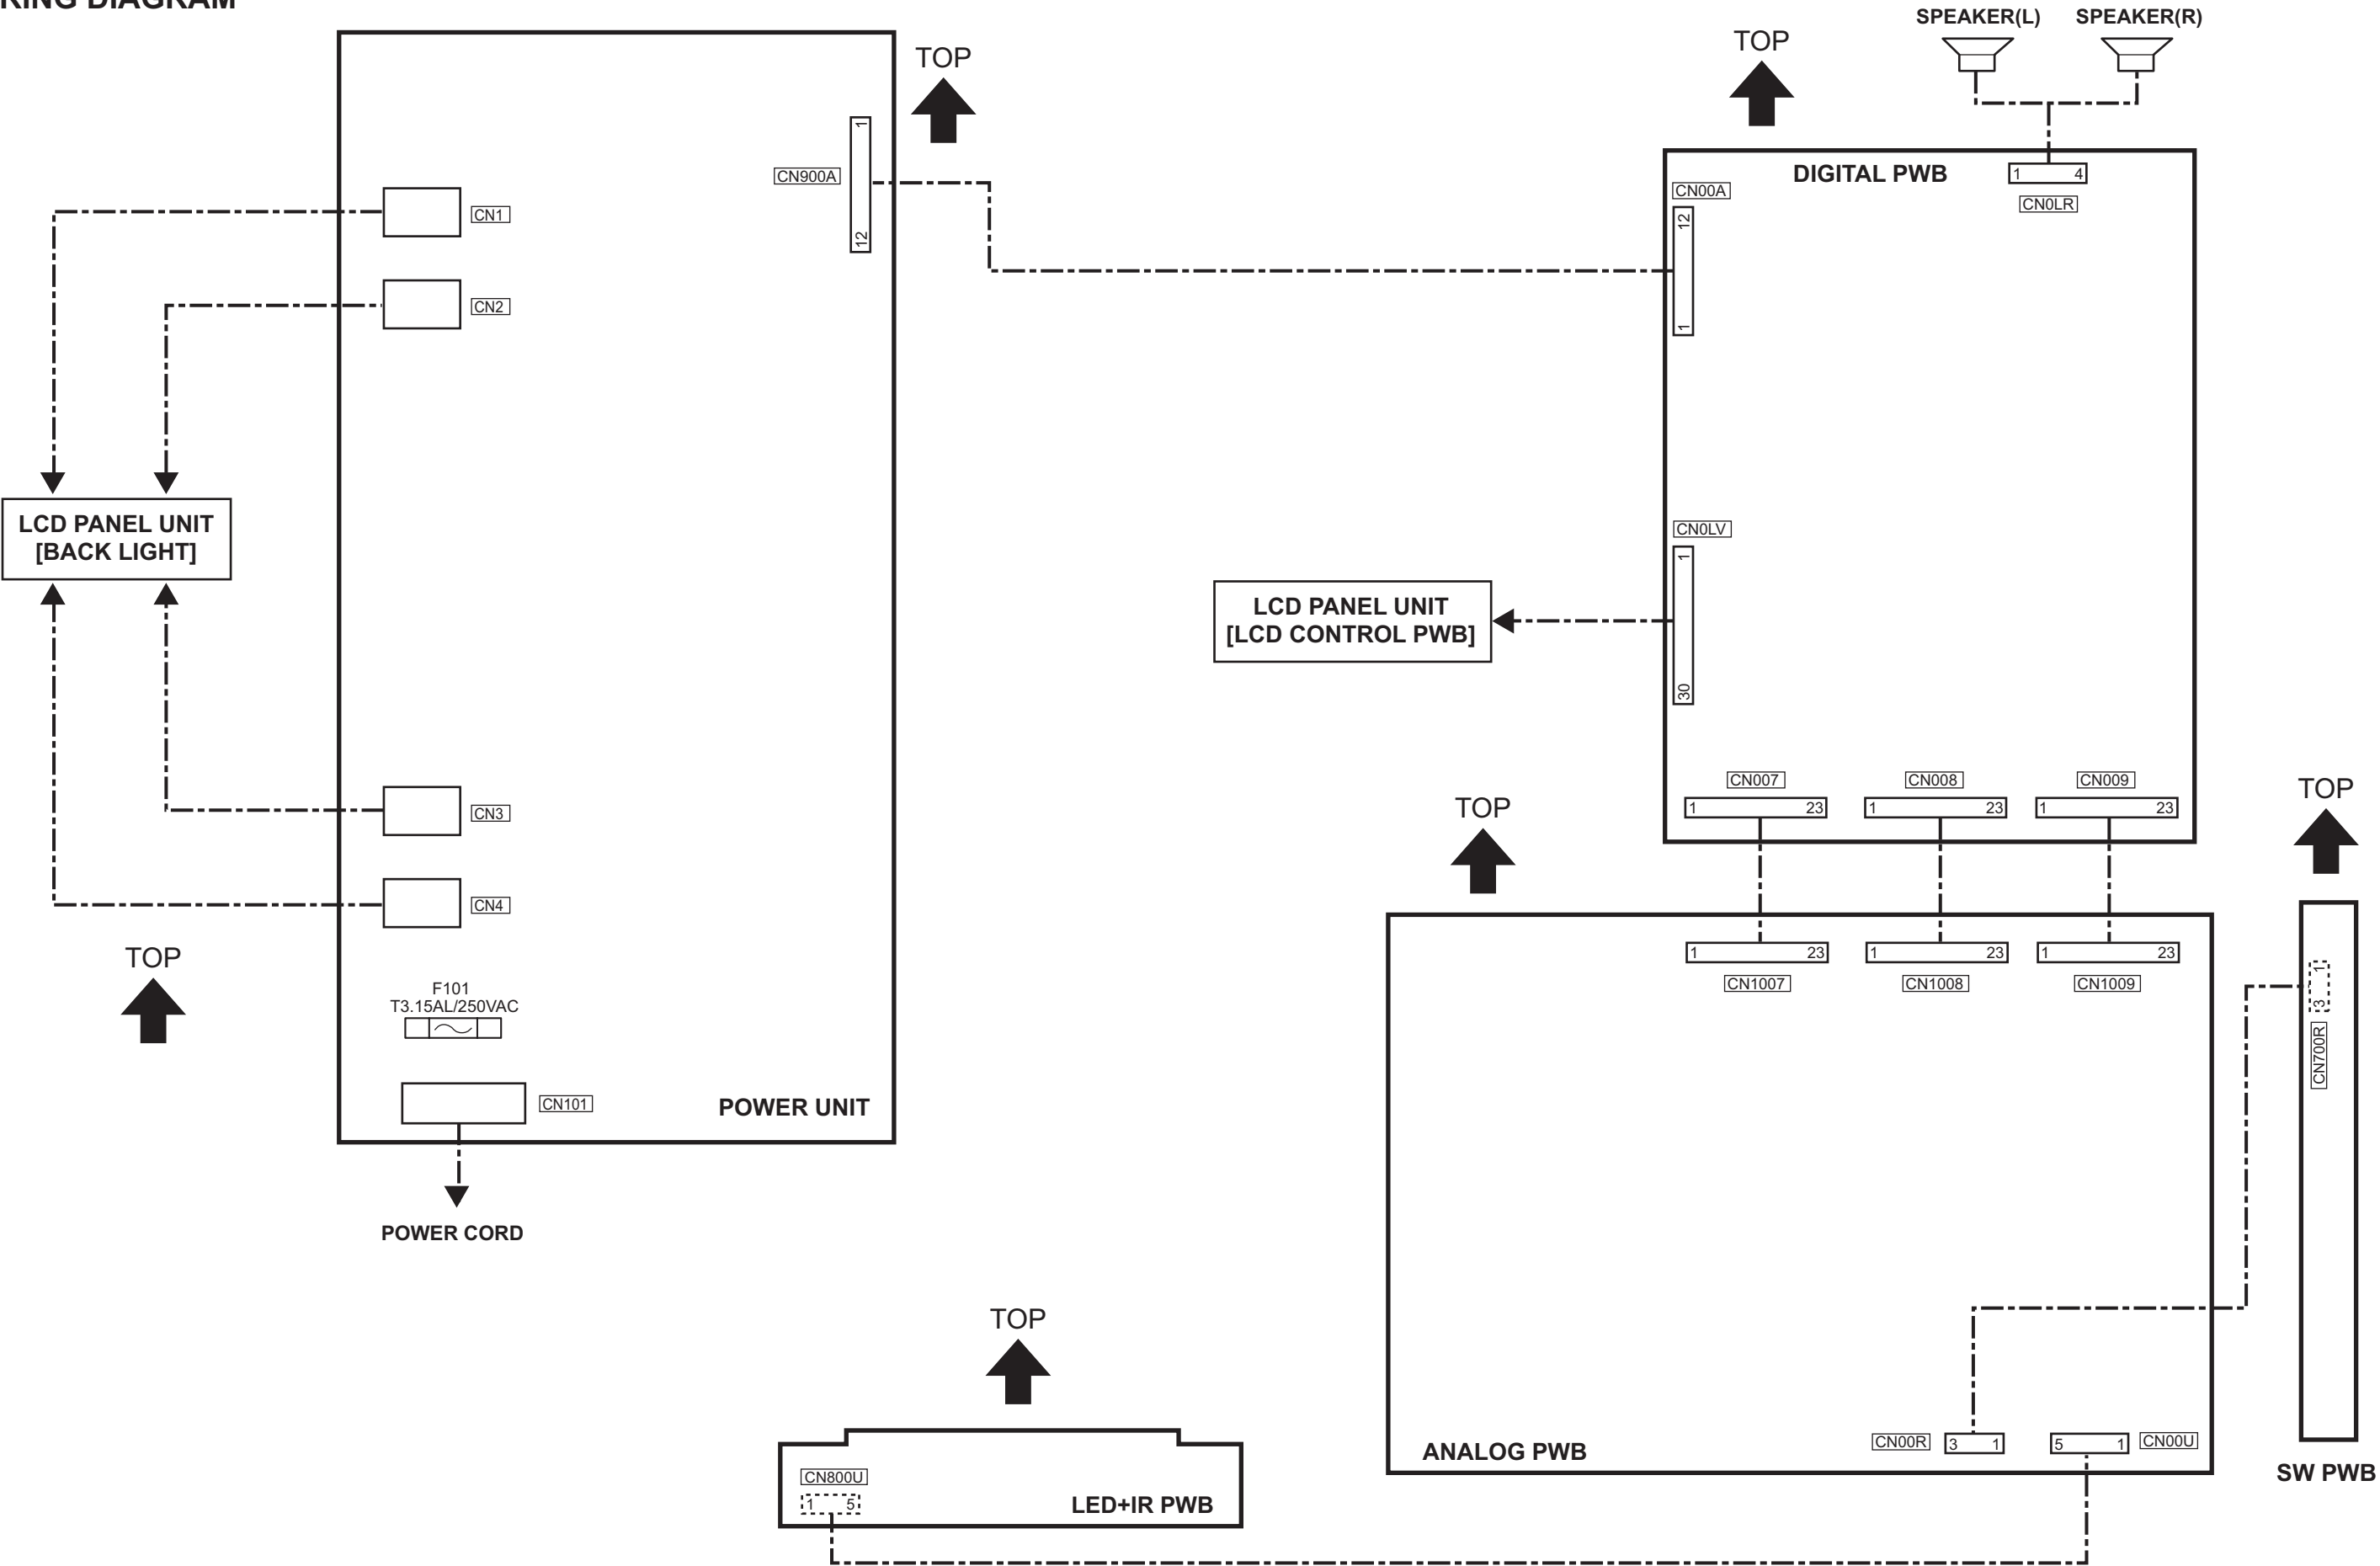 RING DIAGRAM
SPEAKER(L) SPEAKER(R)
TOP
TOP
1
CN900A
12
CN1
CN2
DIGITAL PWB
1 4
CN0LR
CN00A
12
1
LCD PANEL UNIT
[BACK LIGHT]
CN0LV
1
30
LCD PANEL UNIT
[LCD CONTROL PWB]
CN3
CN4
CN007 CN008 CN009
1 23 1 23 1 23
TOP
TOP
TOP
1 23 1 23 1 23
CN1007 CN1008 CN1009
1
3
CN700R
F101
T3.15AL/250VAC
CN101
POWER UNIT
POWER CORD
TOP
ANALOG PWB
CN00R 3 1 5 1 CN00U
SW PWB
CN800U
1 5
LED+IR PWB